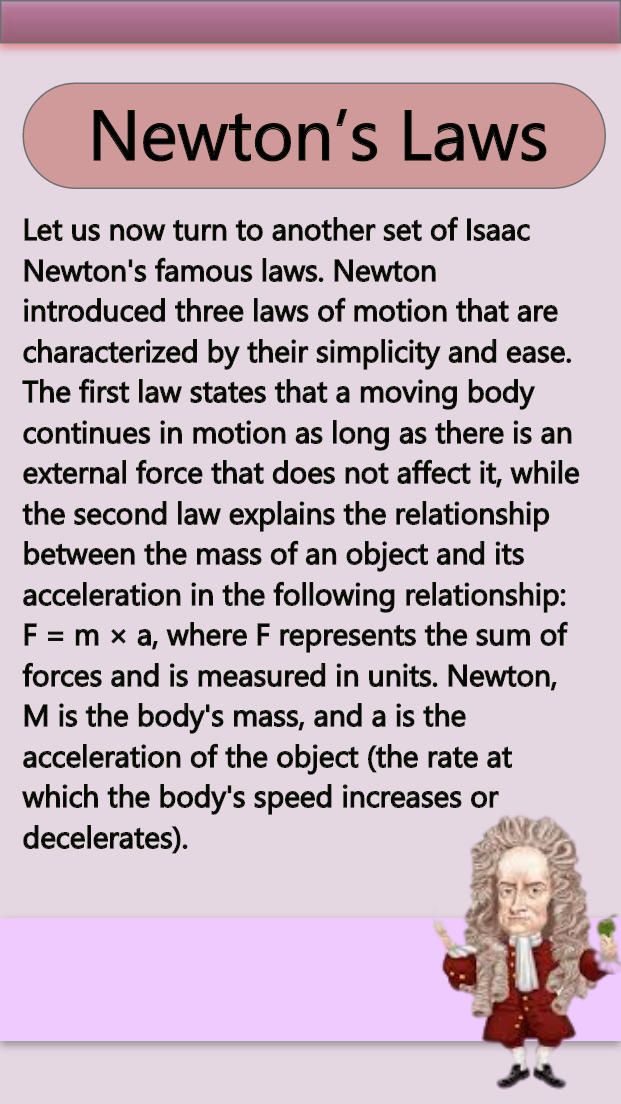 Newton’s Laws
Let us now turn to another set of Isaac
Newton's famous laws. Newton
introduced three laws of motion that are
characterized by their simplicity and ease.
The first law states that a moving body
continues in motion as long as there is an
external force that does not affect it, while
the second law explains the relationship
between the mass of an object and its
acceleration in the following relationship:
F = m × a, where F represents the sum of
forces and is measured in units. Newton,
M is the body's mass, and a is the
acceleration of the object (the rate at
which the body's speed increases or
decelerates).